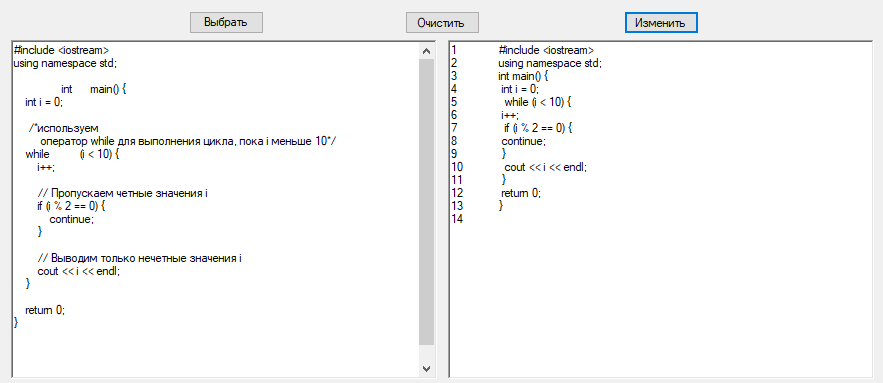 Выбрать
Очистить
Изменить
#include <iostream>
using namespace std;
int main() {
int i = 0;
/*используем
оператор while для выполнения цикла, пока i меньше 10*/
while (i < 10) {
i++;
// Пропускаем четные значения i
if (i % 2 == 0) {
continue;
}
// Выводим только нечетные значения i
cout << i << endl;
}
return 0;
}
1 #include <iostream>
2 using namespace std;
3 int main() {
4 int i = 0;
5 while (i < 10) {
6 i++;
7 if (i % 2 == 0) {
8 continue;
9 }
10 cout << i << endl;
11 }
12 return 0;
13 }
14